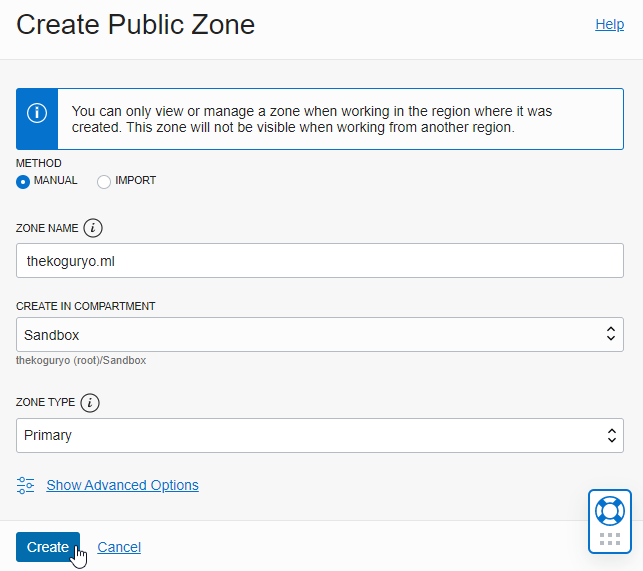 Create Public Zone
Help
You can only view or manage a zone when working in the region where it was
created. This zone will not be visible when working from another region.
METHOD
MANUAL
IMPORT
ZONE NAME
thekoguryo.ml
CREATE IN COMPARTMENT
Sandbox
thekoguryo (root)/Sandbox
ZONE TYPE
Primary
Show Advanced Options
Create
Cancel